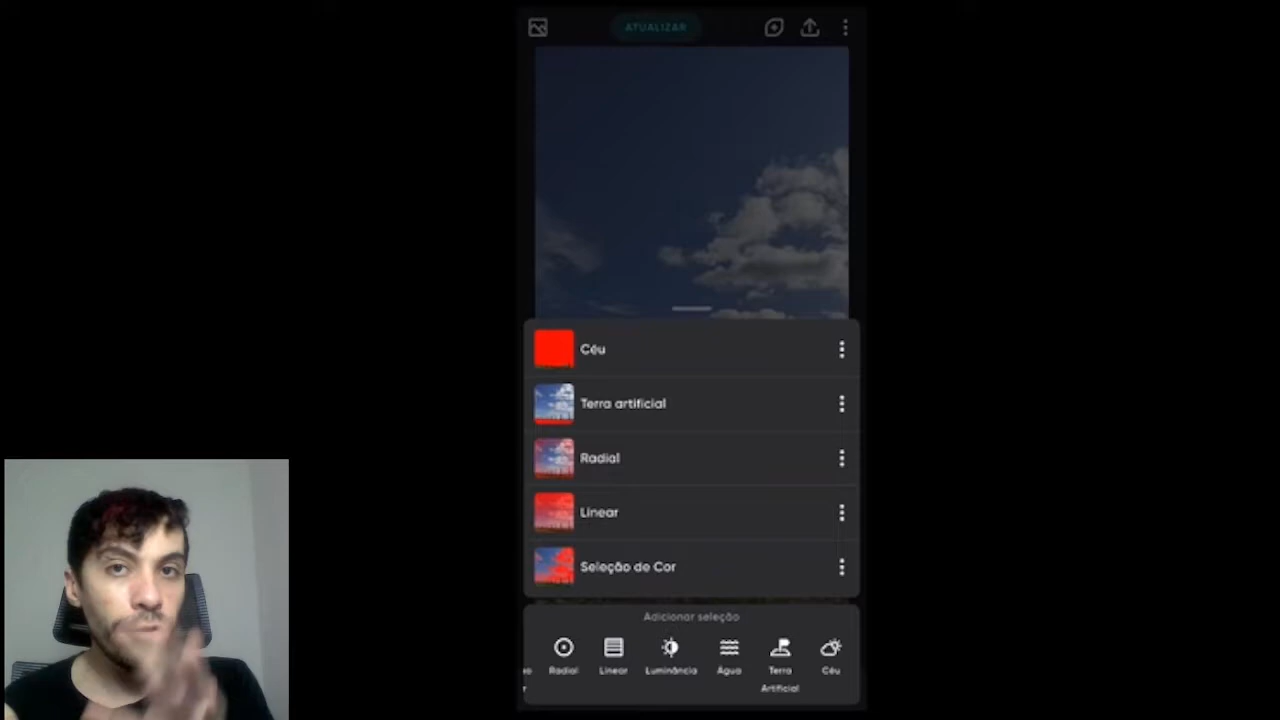 ATUALIZAR
Céu
Terra artificial
Radial
Linear
Seleção de Cor
Adicionar seleção
Radial
Linear
Luminância
Água
Terra
Artificial
Céu